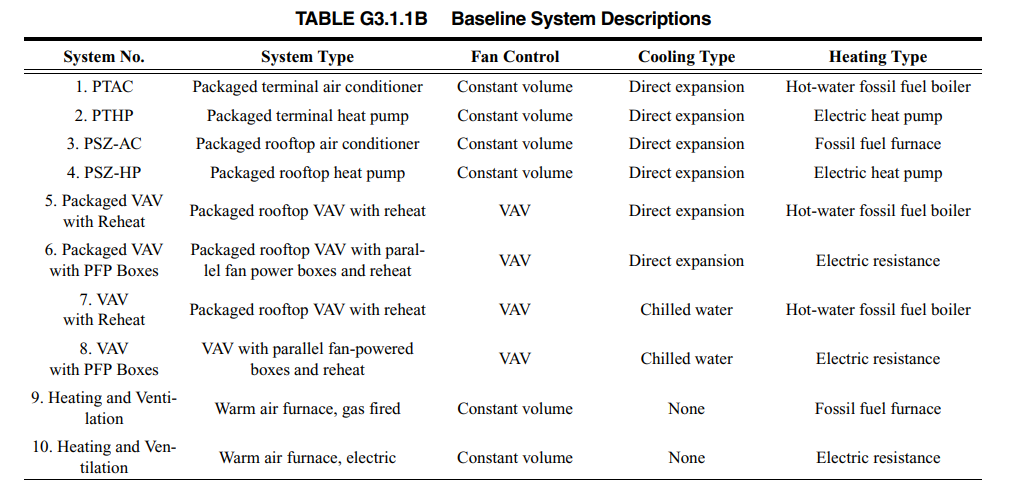 TABLE G3.1.1B Baseline System Descriptions
System No. System Type Fan Control Cooling Type Heating Type
1. PTAC Packaged terminal air conditioner Constant volume Direct expansion Hot-water fossil fuel boiler
2. PTHP Packaged terminal heat pump Constant volume Direct expansion Electric heat pump
3. PSZ-AC Packaged rooftop air conditioner Constant volume Direct expansion Fossil fuel furnace
4. PSZ-HP Packaged rooftop heat pump Constant volume Direct expansion Electric heat pump
5. Packaged VAV
with Reheat Packaged rooftop VAV with reheat VAV Direct expansion Hot-water fossil fuel boiler
6. Packaged VAV
with PFP Boxes Packaged rooftop VAV with paral-
lel fan power boxes and reheat VAV Direct expansion Electric resistance
7. VAV
with Reheat Packaged rooftop VAV with reheat VAV Chilled water Hot-water fossil fuel boiler
8. VAV
with PFP Boxes VAV with parallel fan-powered
boxes and reheat VAV Chilled water Electric resistance
9. Heating and Venti-
lation Warm air furnace, gas fired Constant volume None Fossil fuel furnace
10. Heating and Ven-
tilation Warm air furnace, electric Constant volume None Electric resistance